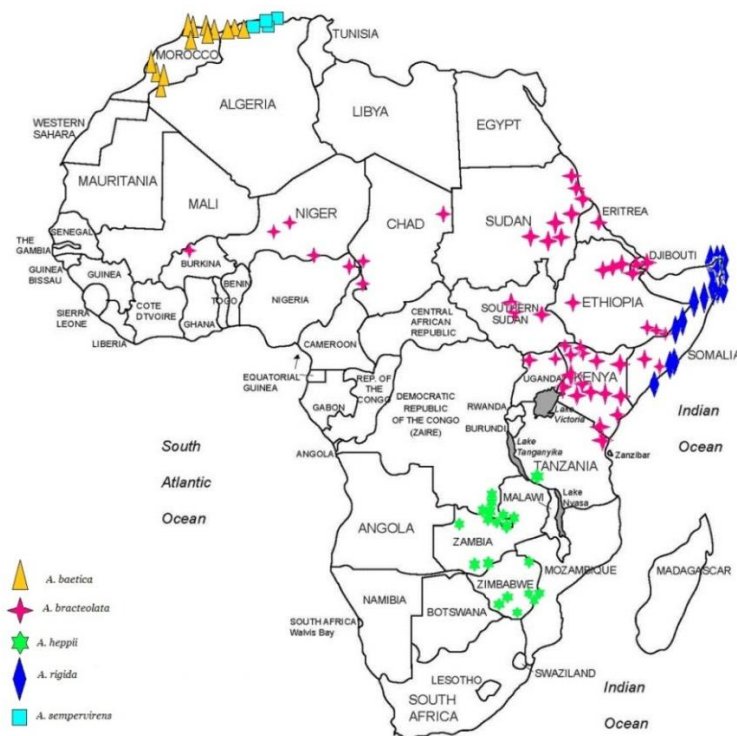 TUNISIA
MOROCCO
ALGERIA
LIBYA
EGYPT
WESTERN
SAHARA
MAURITANIA
MALI
NIGER
CHAD
SUDAN
ERITREA
SENEGAL
THE
GAMBIA
GUINEA
BISSAU
GUINEA
BURKINA
DJIBOUTI
SIERRA
LEONE
LIBERIA
COTE
D'IVOIRE
GHANA
TOGO
BENIN
NIGERIA
CENTRAL
AFRICAN
REPUBLIC
SOUTHERN
SUDAN
ETHIOPIA
SOMALIA
CAMEROON
EQUATORIAL
GUINEA
GABON
REP. OF
THE
CONGO
DEMOCRATIC
REPUBLIC
OF THE CONGO
(ZAIRE)
UGANDA
KENYA
RWANDA
BURUNDI
Lake
Victoria
Indian
Ocean
ANGOLA
Lake
Tanganyika
TANZANIA
Zanzibar
South
Atlantic
Ocean
ANGOLA
MALAWI
Lake
Nyasa
ZAMBIA
MOZAMBIQUE
MADAGASCAR
ZIMBABWE
NAMIBIA
BOTSWANA
SOUTH AFRICA
Walvis Bay
SWAZILAND
LESOTHO
SOUTH
AFRICA
Indian
Ocean
A. baetica
A. bracteolata
A. heppii
A. rigida
A. sempervirens